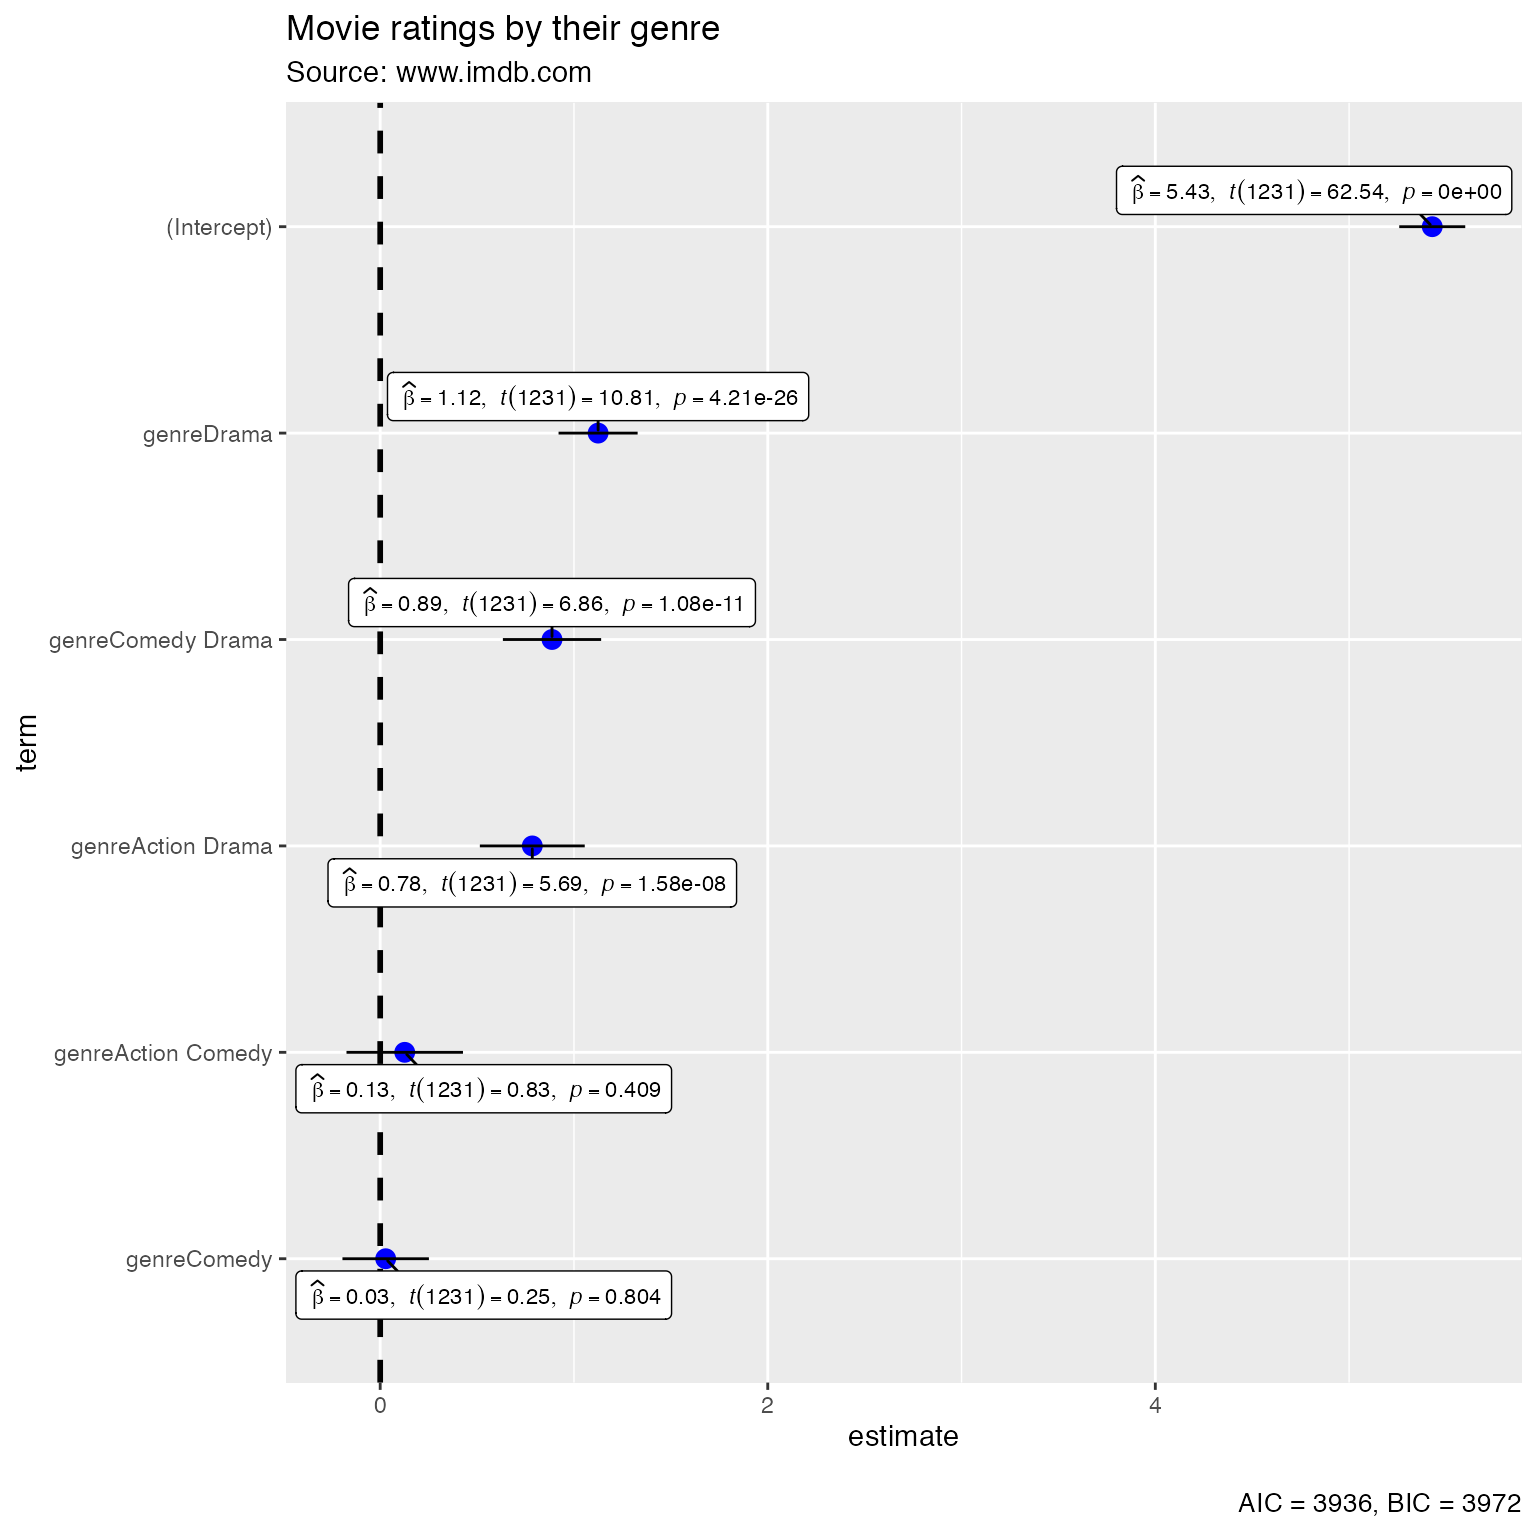 Movie ratings by their genre
Source: www.imdb.com
(Intercept)
β̂ = 5.43, t(1231) = 62.54, p = 0e+00
genreDrama
β̂ = 1.12, t(1231) = 10.81, p = 4.21e-26
genreComedy Drama
β̂ = 0.89, t(1231) = 6.86, p = 1.08e-11
term
genreAction Drama
β̂ = 0.78, t(1231) = 5.69, p = 1.58e-08
genreAction Comedy
β̂ = 0.13, t(1231) = 0.83, p = 0.409
genreComedy
β̂ = 0.03, t(1231) = 0.25, p = 0.804
0 2 4
estimate
AIC = 3936, BIC = 3972